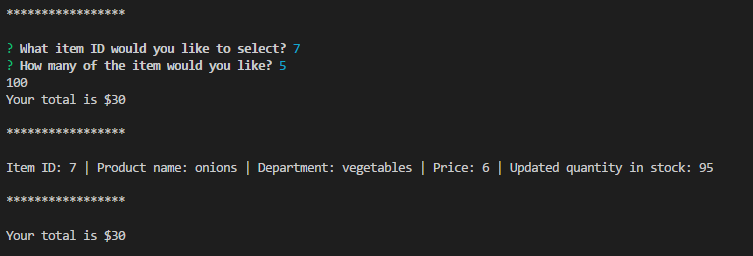 *****************
? What item ID would you like to select? 7
? How many of the item would you like? 5
100
Your total is $30
*****************
Item ID: 7 | Product name: onions | Department: vegetables | Price: 6 | Updated quantity in stock: 95
*****************
Your total is $30